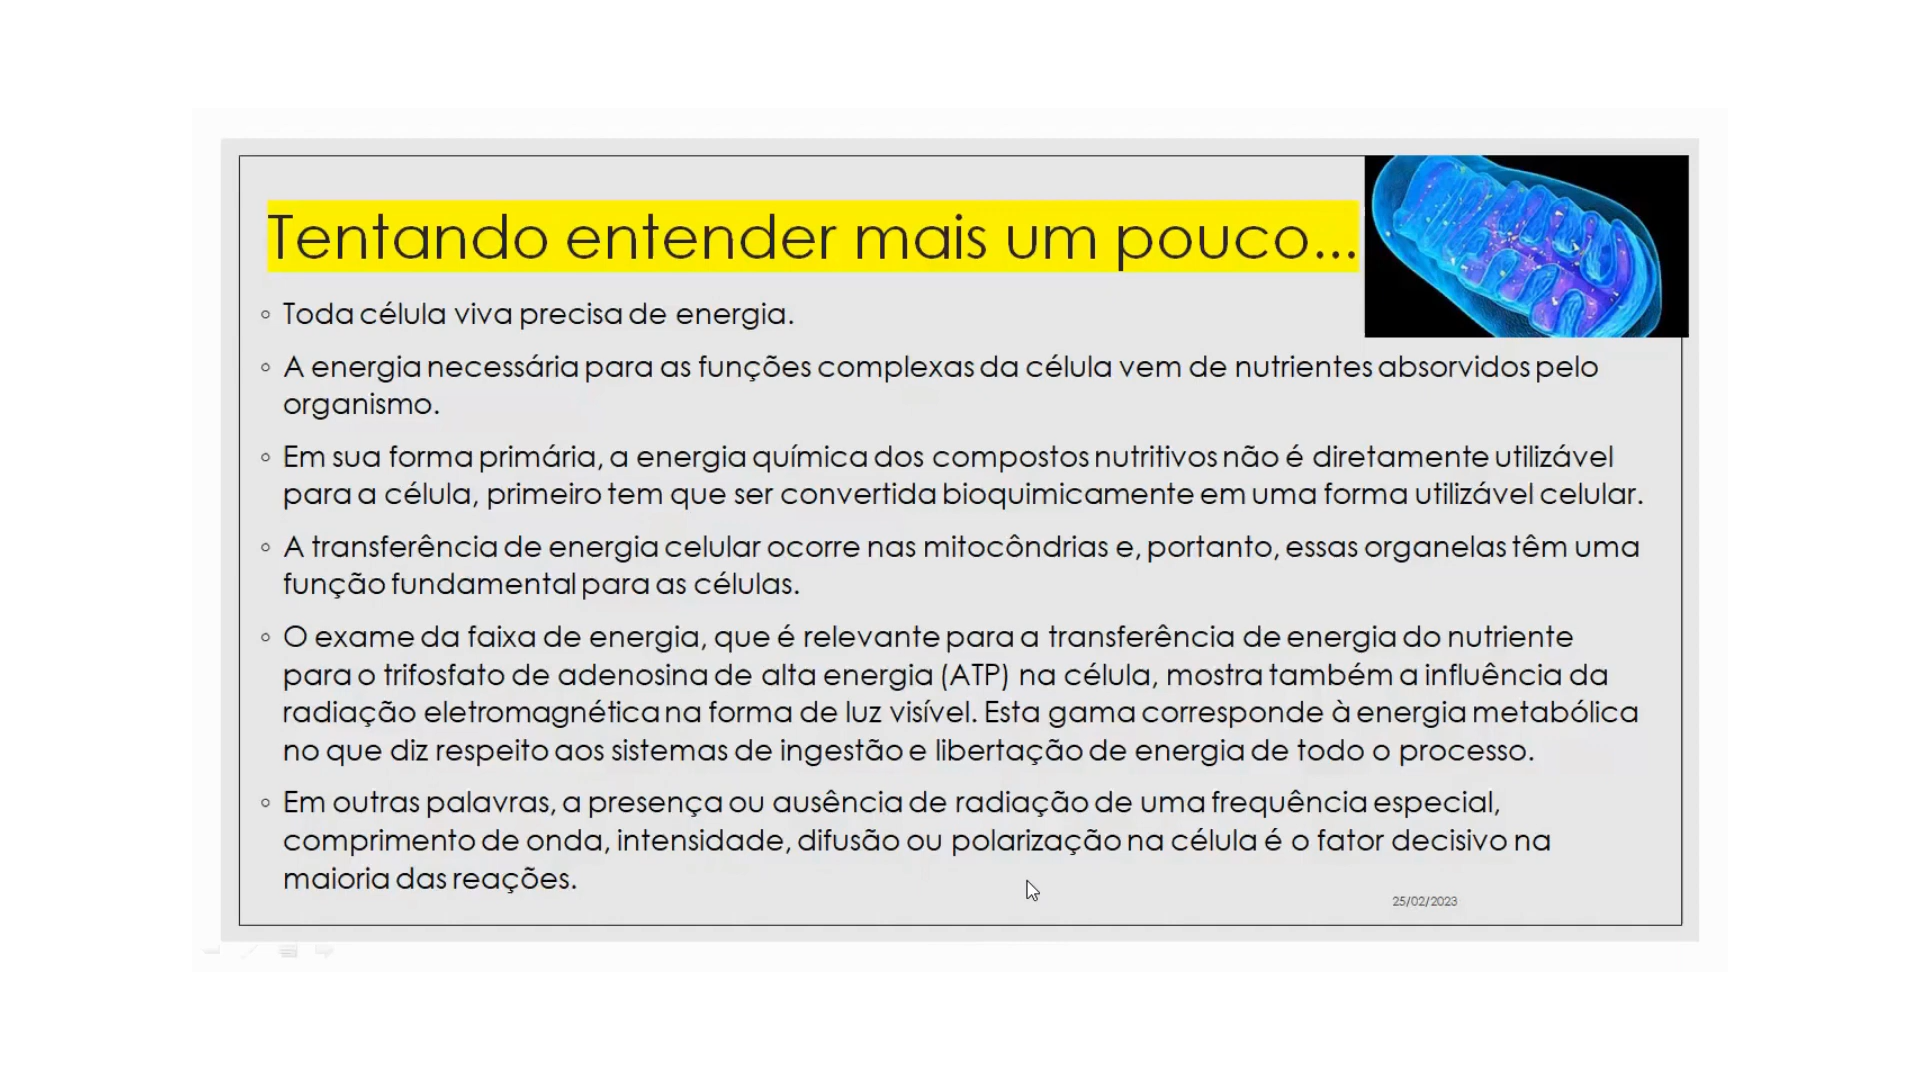 Tentando entender mais um pouco...
◦ Toda célula viva precisa de energia.
◦ A energia necessária para as funções complexas da célula vem de nutrientes absorvidos pelo
organismo.
◦ Em sua forma primária, a energia química dos compostos nutritivos não é diretamente utilizável
para a célula, primeiro tem que ser convertida bioquimicamente em uma forma utilizável celular.
◦ A transferência de energia celular ocorre nas mitocôndrias e, portanto, essas organelas têm uma
função fundamental para as células.
◦ O exame da faixa de energia, que é relevante para a transferência de energia do nutriente
para o trifosfato de adenosina de alta energia (ATP) na célula, mostra também a influência da
radiação eletromagnética na forma de luz visível. Esta gama corresponde à energia metabólica
no que diz respeito aos sistemas de ingestão e libertação de energia de todo o processo.
◦ Em outras palavras, a presença ou ausência de radiação de uma frequência especial,
comprimento de onda, intensidade, difusão ou polarização na célula é o fator decisivo na
maioria das reações.
25/02/2023